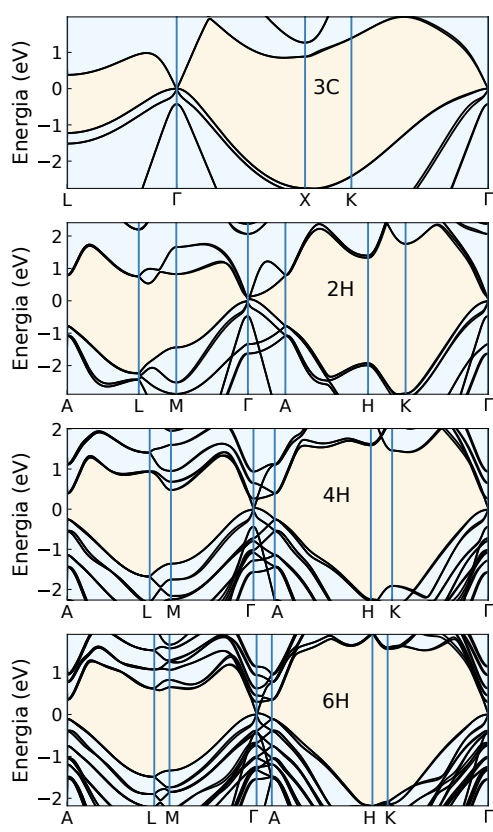 1
0
−1
−2
Energia (eV)
3C
L Γ X K Γ
2
1
0
−1
−2
Energia (eV)
2H
A L M Γ A H K Γ
2
1
0
−1
−2
Energia (eV)
4H
A L M Γ A H K Γ
1
0
−1
−2
Energia (eV)
6H
A L M Γ A H K Γ